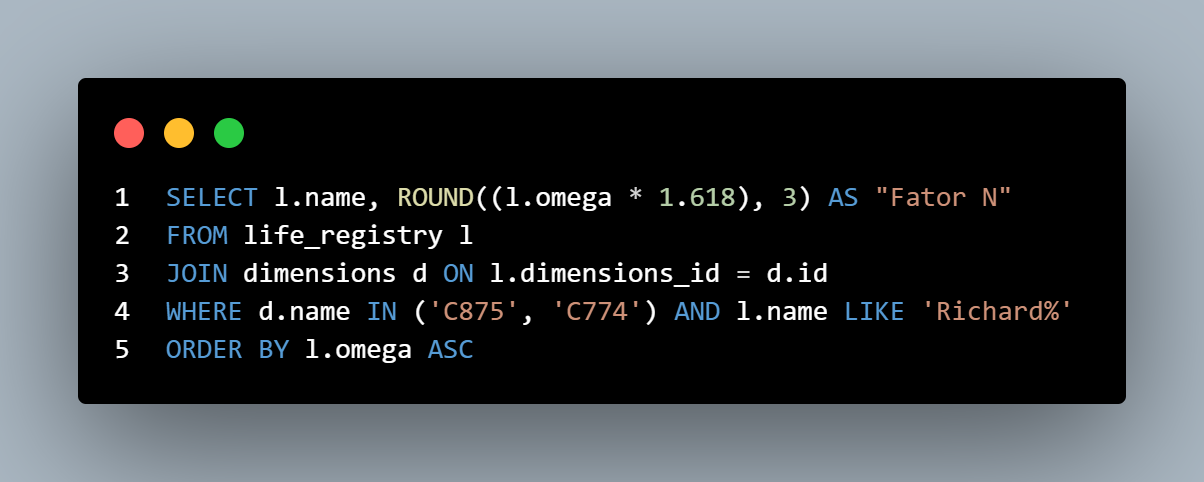 1 SELECT l.name, ROUND((l.omega * 1.618), 3) AS "Fator N"
2 FROM life_registry l
3 JOIN dimensions d ON l.dimensions_id = d.id
4 WHERE d.name IN ('C875', 'C774') AND l.name LIKE 'Richard%'
5 ORDER BY l.omega ASC